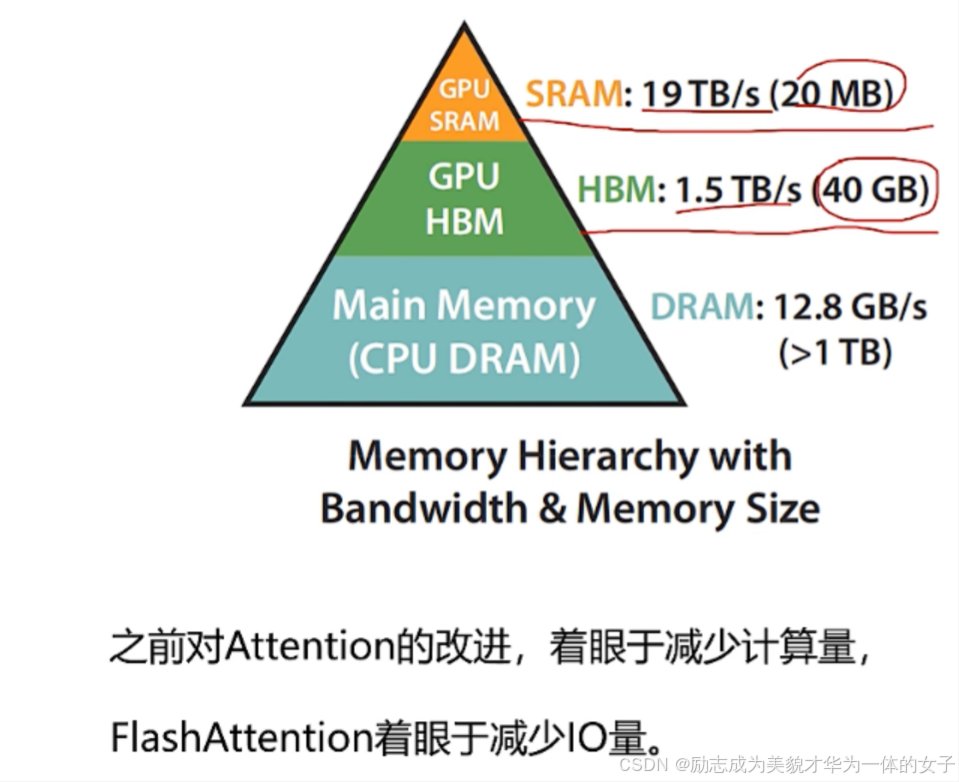 GPU
SRAM
SRAM: 19 TB/s (20 MB)
GPU
HBM
HBM: 1.5 TB/s (40 GB)
Main Memory
(CPU DRAM)
DRAM: 12.8 GB/s
(>1 TB)
Memory Hierarchy with
Bandwidth & Memory Size
之前对Attention的改进，着眼于减少计算量，
FlashAttention着眼于减少IO量。
CSDN @励志成为美貌才华为一体的女子